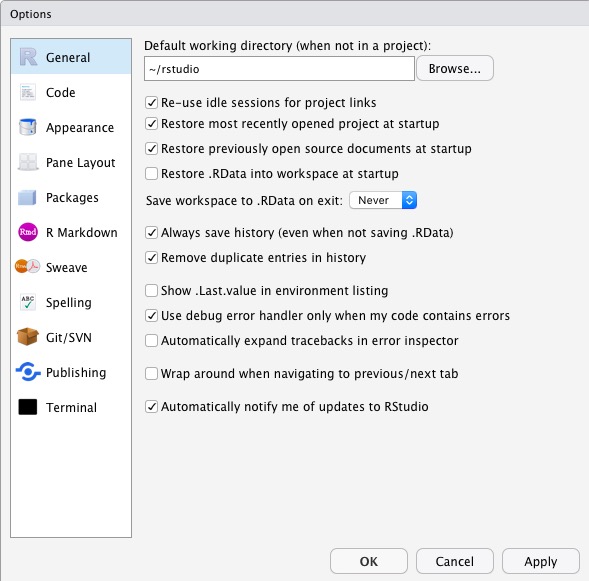 Options
General
Code
Appearance
Pane Layout
Packages
Rmd R Markdown
Sweave
ABC Spelling
Git/SVN
Publishing
Terminal
Default working directory (when not in a project):
~/rstudio Browse...
Re-use idle sessions for project links
Restore most recently opened project at startup
Restore previously open source documents at startup
Restore .RData into workspace at startup
Save workspace to .RData on exit: Never
Always save history (even when not saving .RData)
Remove duplicate entries in history
Show .Last.value in environment listing
Use debug error handler only when my code contains errors
Automatically expand tracebacks in error inspector
Wrap around when navigating to previous/next tab
Automatically notify me of updates to RStudio
OK Cancel Apply